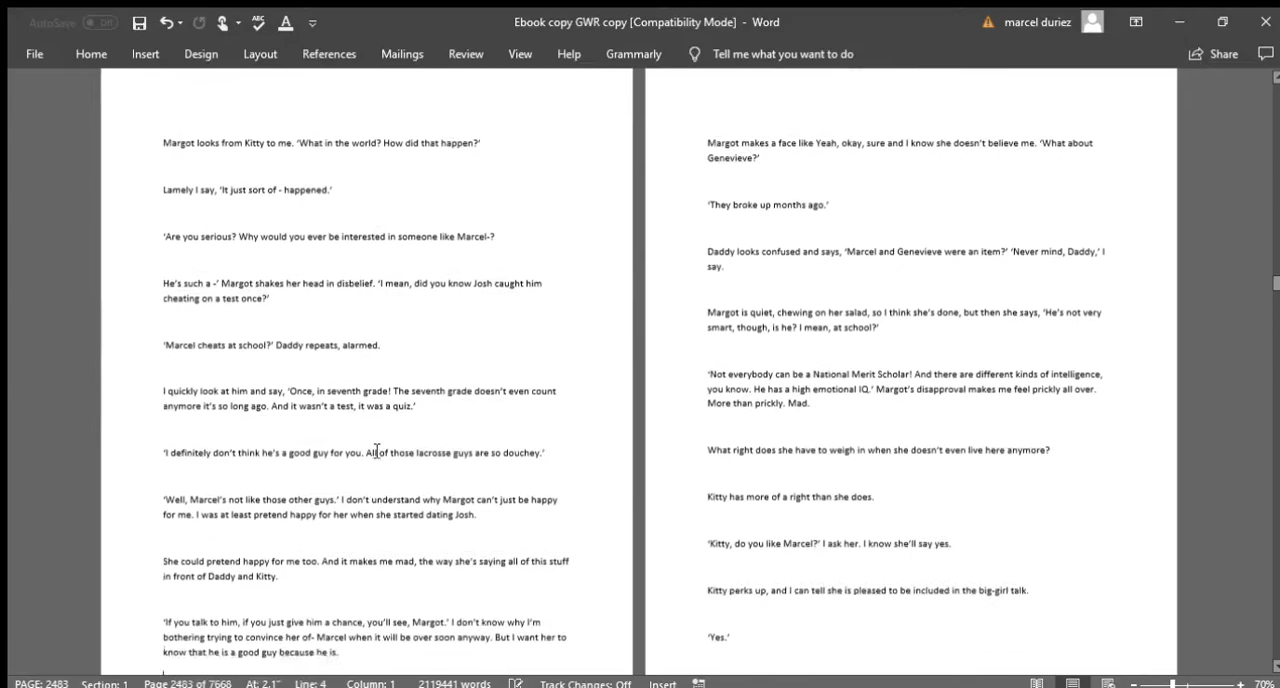 AutoSave Off
Ebook copy GWR copy [Compatibility Mode] - Word
marcel duriez
File Home Insert Design Layout References Mailings Review View Help Grammarly Tell me what you want to do Share
Margot looks from Kitty to me. 'What in the world? How did that happen?'
Lamely I say, 'It just sort of - happened.'
'Are you serious? Why would you ever be interested in someone like Marcel-?
He's such a -' Margot shakes her head in disbelief. 'I mean, did you know Josh caught him
cheating on a test once?'
'Marcel cheats at school?' Daddy repeats, alarmed.
I quickly look at him and say, 'Once, in seventh grade! The seventh grade doesn't even count
anymore it's so long ago. And it wasn't a test, it was a quiz.'
'I definitely don't think he's a good guy for you. All of those lacrosse guys are so douchey.'
'Well, Marcel's not like those other guys.' I don't understand why Margot can't just be happy
for me. I was at least pretend happy for her when she started dating Josh.
She could pretend happy for me too. And it makes me mad, the way she's saying all of this stuff
in front of Daddy and Kitty.
'If you talk to him, if you just give him a chance, you'll see, Margot.' I don't know why I'm
bothering trying to convince her of- Marcel when it will be over soon anyway. But I want her to
know that he is a good guy because he is.
Margot makes a face like Yeah, okay, sure and I know she doesn't believe me. 'What about
Genevieve?'
'They broke up months ago.'
Daddy looks confused and says, 'Marcel and Genevieve were an item?' 'Never mind, Daddy,' I
say.
Margot is quiet, chewing on her salad, so I think she's done, but then she says, 'He's not very
smart, though, is he? I mean, at school?'
'Not everybody can be a National Merit Scholar! And there are different kinds of intelligence,
you know. He has a high emotional IQ.' Margot's disapproval makes me feel prickly all over.
More than prickly. Mad.
What right does she have to weigh in when she doesn't even live here anymore?
Kitty has more of a right than she does.
'Kitty, do you like Marcel?' I ask her. I know she'll say yes.
Kitty perks up, and I can tell she is pleased to be included in the big-girl talk.
'Yes.'
PAGE: 2483 Section: 1 Page 2483 of 7668 At: 2.1" Line: 4 Column: 1 2119441 words Track Changes: Off Insert 70%